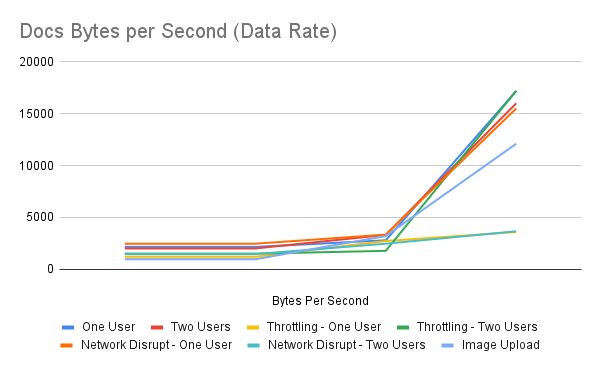 Docs Bytes per Second (Data Rate)
20000
15000
10000
5000
0
Bytes Per Second
One User Two Users Throttling - One User Throttling - Two Users
Network Disrupt - One User Network Disrupt - Two Users Image Upload